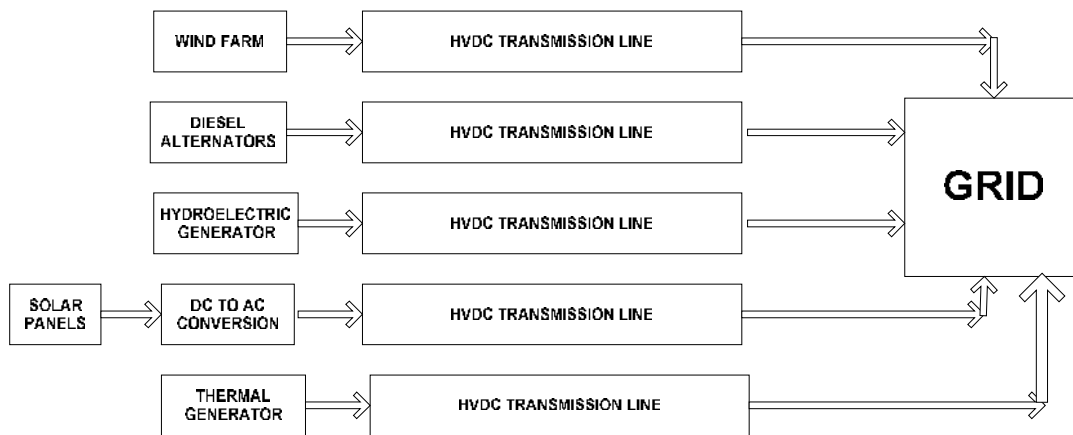 WIND FARM
HVDC TRANSMISSION LINE
DIESEL
ALTERNATORS
HVDC TRANSMISSION LINE
GRID
HYDROELECTRIC
GENERATOR
HVDC TRANSMISSION LINE
SOLAR
PANELS
DC TO AC
CONVERSION
HVDC TRANSMISSION LINE
THERMAL
GENERATOR
HVDC TRANSMISSION LINE